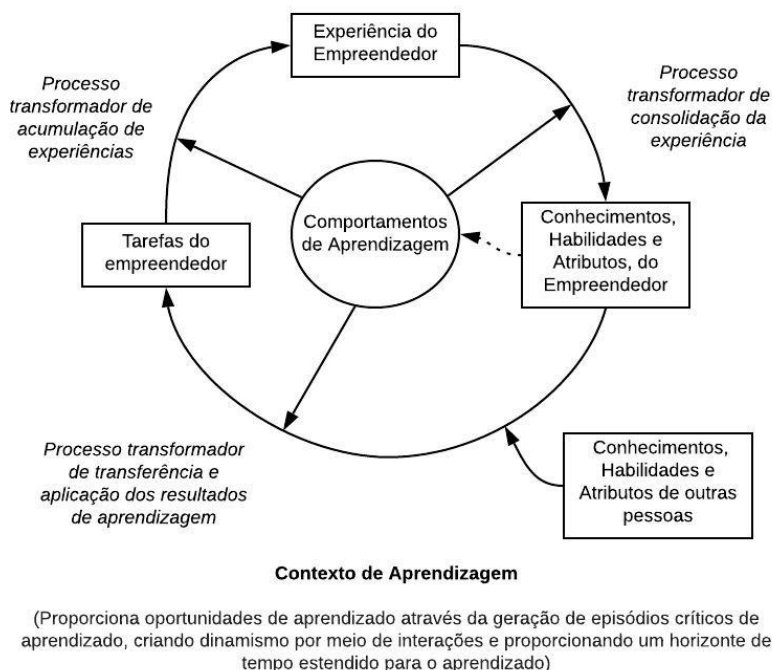 Experiência do
Empreendedor
Processo
transformador de
acumulação de
experiências
Processo
transformador de
consolidação da
experiência
Comportamentos
de Aprendizagem
Tarefas do
empreendedor
Conhecimentos,
Habilidades e
Atributos, do
Empreendedor
Processo transformador
de transferência e
aplicação dos resultados
de aprendizagem
Conhecimentos,
Habilidades e
Atributos de outras
pessoas
Contexto de Aprendizagem
(Proporciona oportunidades de aprendizado através da geração de episódios críticos de
aprendizado, criando dinamismo por meio de interações e proporcionando um horizonte de
tempo estendido para o aprendizado)